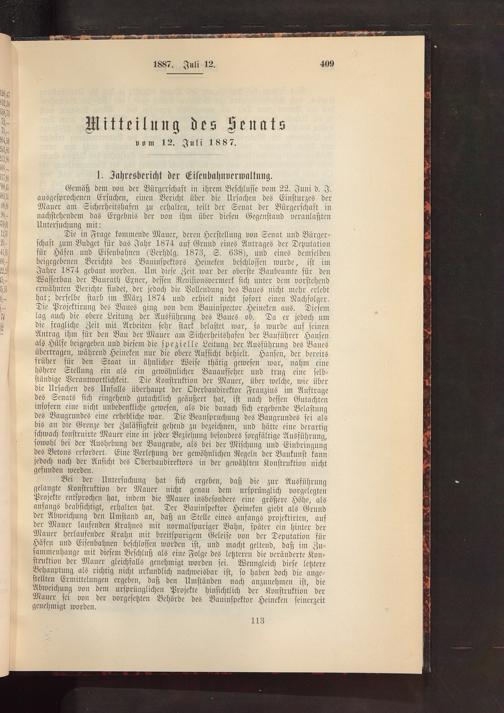 1887. Juli 12.
409
Mitteilung des Senats
vom 12. Juli 1887.
1. Jahresbericht der Eisenbahnverwaltung.
Gemäß dem von der Bürgerschaft in ihrem Beschlusse vom 22. Juni d. J.
ausgesprochenen Ersuchen, einen Bericht über die Ursachen des Einsturzes der
Mauer am Sicherheitshafen zu erhalten, teilt der Senat der Bürgerschaft in
nachstehendem das Ergebnis der von ihm über diesen Gegenstand veranlaßten
Untersuchung mit:
Die in Frage kommende Mauer, deren Herstellung von Senat und Bürger-
schaft zum Budget für das Jahr 1874 auf Grund eines Antrages der Deputation
für Häfen und Eisenbahnen (Verhdlg. 1873, S. 638), und eines demselben
beigegebenen Berichts des Bauinspektors Heineken beschlossen wurde, ist im
Jahre 1874 gebaut worden. Um diese Zeit war der oberste Baubeamte für den
Wasserbau der Baurath Exner, dessen Revisionsvermerk sich unter dem vorstehend
erwähnten Berichte findet, der jedoch die Vollendung des Baues nicht mehr erlebt
hat; derselbe starb im März 1874 und erhielt nicht sofort einen Nachfolger.
Die Projektirung des Baues ging von dem Bauinspector Heineken aus. Diesem
lag auch die obere Leitung der Ausführung des Baues ob. Da er jedoch um
die fragliche Zeit mit Arbeiten sehr stark belastet war, so wurde auf seinen
Antrag ihm für den Bau der Mauer am Sicherheitshafen der Bauführer Hansen
als Hülfe beigegeben und diesem die spezielle Leitung der Ausführung des Baues
übertragen, während Heineken nur die obere Aufsicht behielt. Hansen, der bereits
früher für den Staat in ähnlicher Weise thätig gewesen war, nahm eine
höhere Stellung ein als ein gewöhnlicher Bauaufseher und trug eine selb-
ständige Verantwortlichkeit. Die Konstruktion der Mauer, über welche, wie über
die Ursachen des Unfalls überhaupt der Oberbaudirektor Franzius im Auftrage
des Senats sich eingehend gutachtlich geäußert hat, ist nach dessen Gutachten
insofern eine nicht unbedenkliche gewesen, als die danach sich ergebende Belastung
des Baugrundes eine erhebliche war. Die Beanspruchung des Baugrundes sei als
bis an die Grenze der Zulässigkeit gehend zu bezeichnen, und hätte eine derartig
schwach konstruirte Mauer eine in jeder Beziehung besonders sorgfältige Ausführung,
sowohl bei der Aushebung der Baugrube, als bei der Mischung und Einbringung
des Betons erfordert. Eine Verletzung der gewöhnlichen Regeln der Baukunst kann
jedoch nach der Ansicht des Oberbaudirektors in der gewählten Konstruktion nicht
gefunden werden.
Bei der Untersuchung hat sich ergeben, daß die zur Ausführung
gelangte Konstruktion der Mauer nicht genau dem ursprünglich vorgelegten
Projekte entsprochen hat, indem die Mauer insbesondere eine größere Höhe, als
anfangs beabsichtigt, erhalten hat. Der Bauinspektor Heineken giebt als Grund
der Abweichung den Umstand an, daß an Stelle eines anfangs projektirten, auf
der Mauer laufenden Krahnes mit normalspuriger Bahn, später ein hinter der
Mauer herlaufender Krahn mit breitspurigem Geleise von der Deputation für
Häfen und Eisenbahnen beschlossen worden ist, und macht geltend, daß im Zu-
sammenhange mit diesem Beschluß als eine Folge des letzteren die veränderte Kon-
struktion der Mauer gleichfalls genehmigt worden sei. Wenngleich diese letztere
Behauptung als richtig nicht urkundlich nachweisbar ist, so haben doch die ange-
stellten Ermittelungen ergeben, daß den Umständen nach anzunehmen ist, die
Abweichung von dem ursprünglichen Projekte hinsichtlich der Konstruktion der
Mauer sei von der vorgesetzten Behörde des Bauinspektor Heineken seinerzeit
genehmigt worden.
113